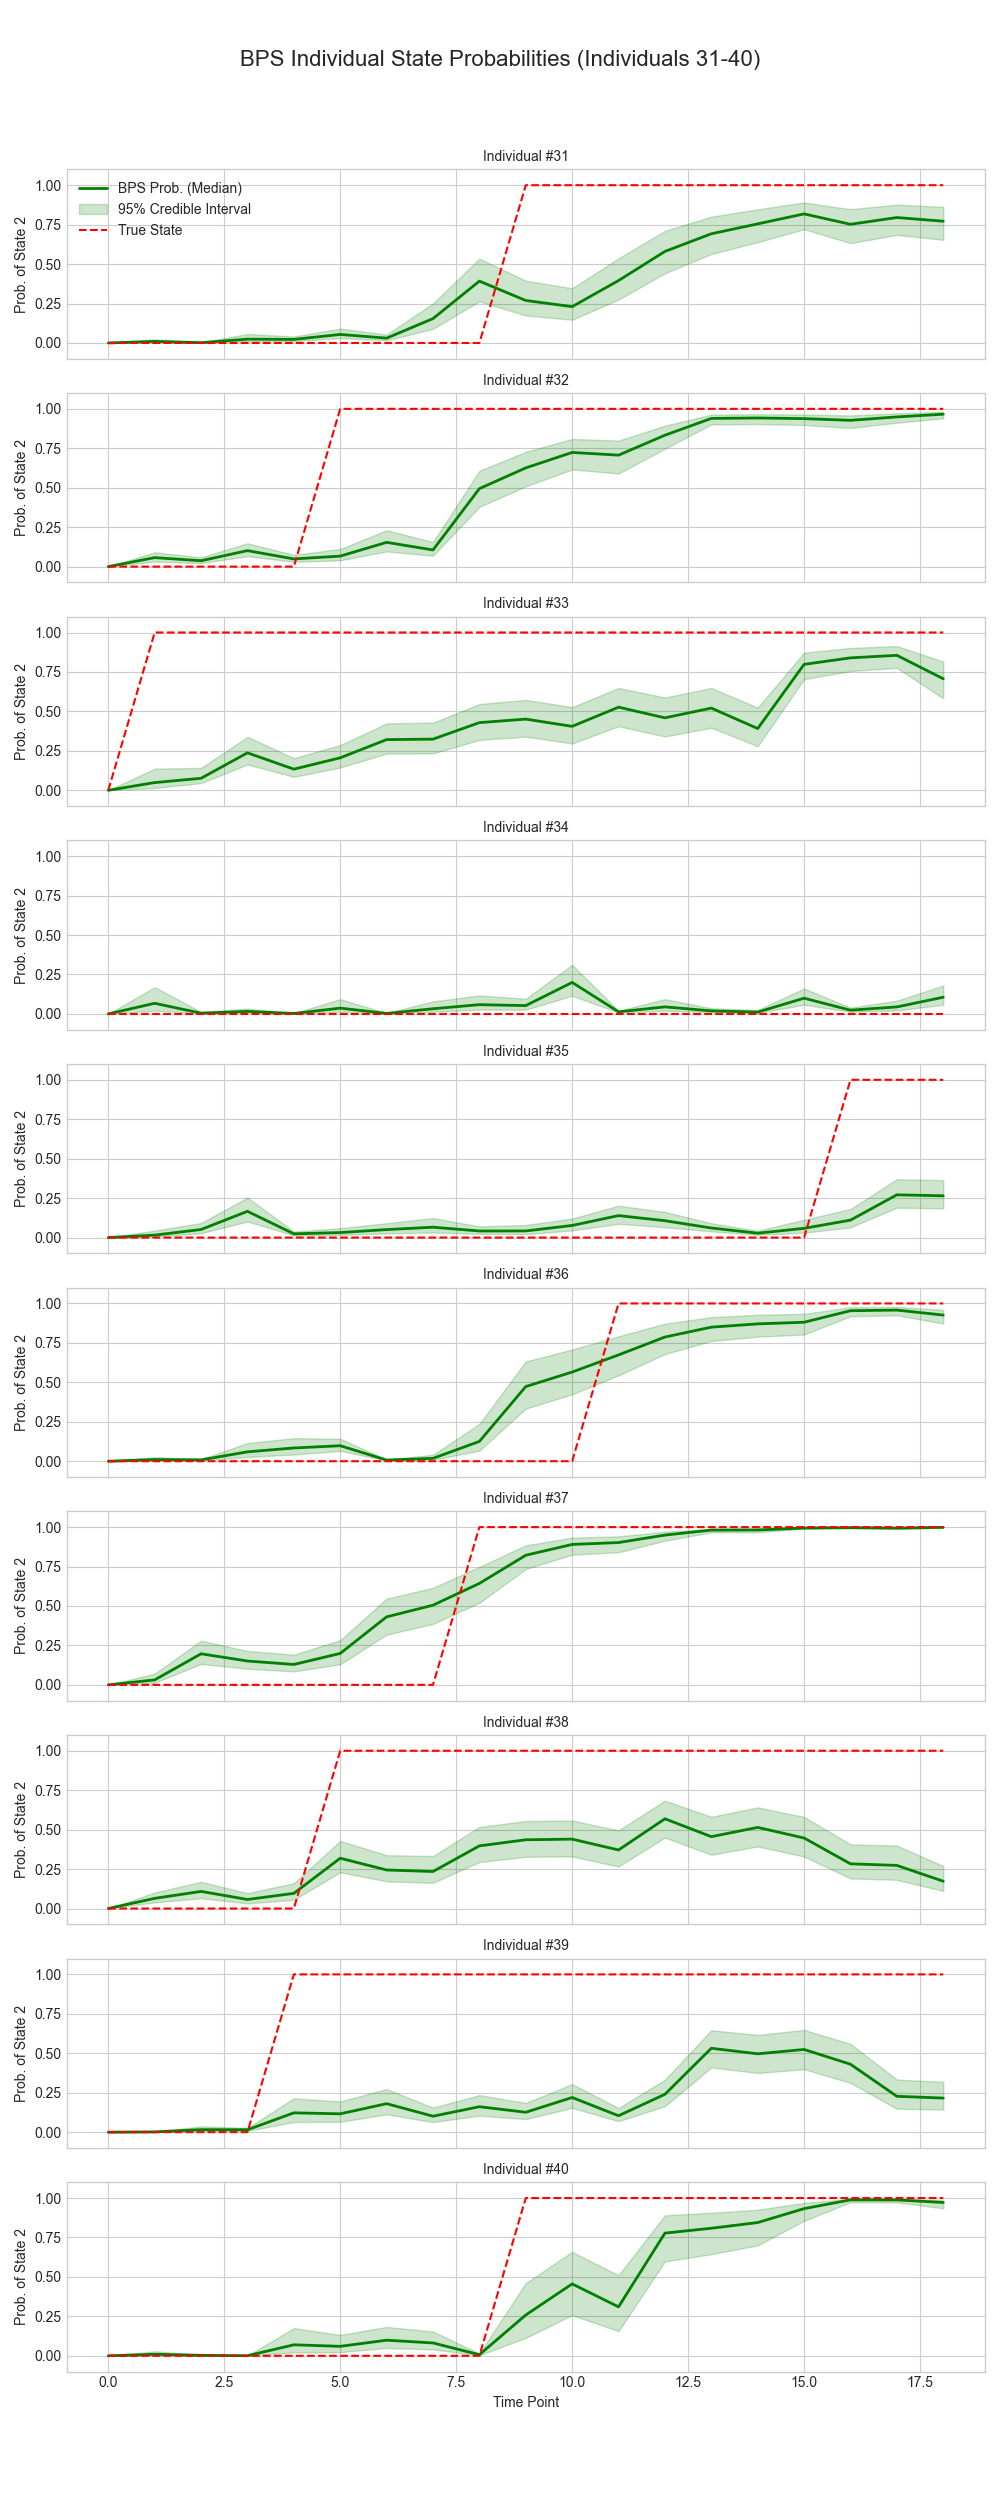 BPS Individual State Probabilities (Individuals 31-40)
Individual #31
BPS Prob. (Median)
95% Credible Interval
True State
Prob. of State 2
1.00
0.75
0.50
0.25
0.00
Individual #32
Prob. of State 2
1.00
0.75
0.50
0.25
0.00
Individual #33
Prob. of State 2
1.00
0.75
0.50
0.25
0.00
Individual #34
Prob. of State 2
1.00
0.75
0.50
0.25
0.00
Individual #35
Prob. of State 2
1.00
0.75
0.50
0.25
0.00
Individual #36
Prob. of State 2
1.00
0.75
0.50
0.25
0.00
Individual #37
Prob. of State 2
1.00
0.75
0.50
0.25
0.00
Individual #38
Prob. of State 2
1.00
0.75
0.50
0.25
0.00
Individual #39
Prob. of State 2
1.00
0.75
0.50
0.25
0.00
Individual #40
Prob. of State 2
1.00
0.75
0.50
0.25
0.00
0.0 2.5 5.0 7.5 10.0 12.5 15.0 17.5
Time Point